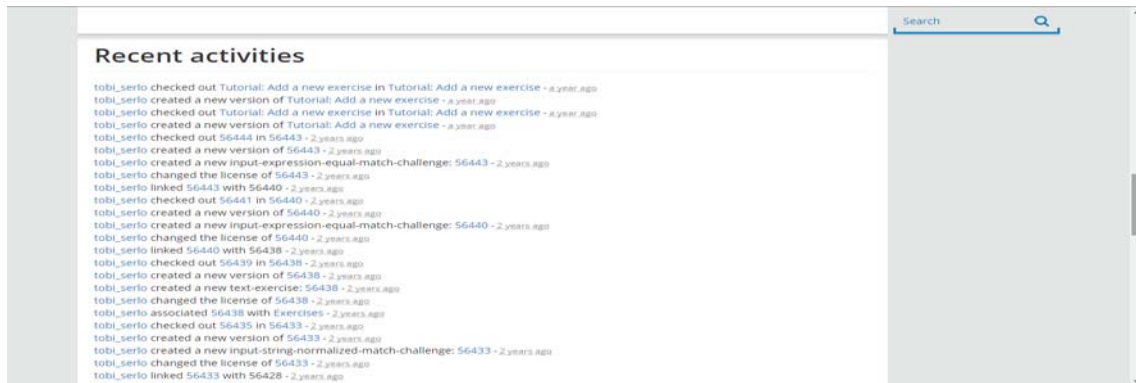 Search
Recent activities
tobi_serlo checked out Tutorial: Add a new exercise in Tutorial: Add a new exercise - a year ago
tobi_serlo created a new version of Tutorial: Add a new exercise - a year ago
tobi_serlo checked out Tutorial: Add a new exercise in Tutorial: Add a new exercise - a year ago
tobi_serlo created a new version of Tutorial: Add a new exercise - a year ago
tobi_serlo checked out 56444 in 56443 - 2 years ago
tobi_serlo created a new version of 56443 - 2 years ago
tobi_serlo created a new input-expression-equal-match-challenge: 56443 - 2 years ago
tobi_serlo changed the license of 56443 - 2 years ago
tobi_serlo linked 56443 with 56440 - 2 years ago
tobi_serlo checked out 56441 in 56440 - 2 years ago
tobi_serlo created a new version of 56440 - 2 years ago
tobi_serlo created a new input-expression-equal-match-challenge: 56440 - 2 years ago
tobi_serlo changed the license of 56440 - 2 years ago
tobi_serlo linked 56440 with 56438 - 2 years ago
tobi_serlo checked out 56439 in 56438 - 2 years ago
tobi_serlo created a new version of 56438 - 2 years ago
tobi_serlo created a new text-exercise: 56438 - 2 years ago
tobi_serlo changed the license of 56438 - 2 years ago
tobi_serlo associated 56438 with Exercises - 2 years ago
tobi_serlo checked out 56435 in 56433 - 2 years ago
tobi_serlo created a new version of 56433 - 2 years ago
tobi_serlo created a new input-string-normalized-match-challenge: 56433 - 2 years ago
tobi_serlo changed the license of 56433 - 2 years ago
tobi_serlo linked 56433 with 56428 - 2 years ago